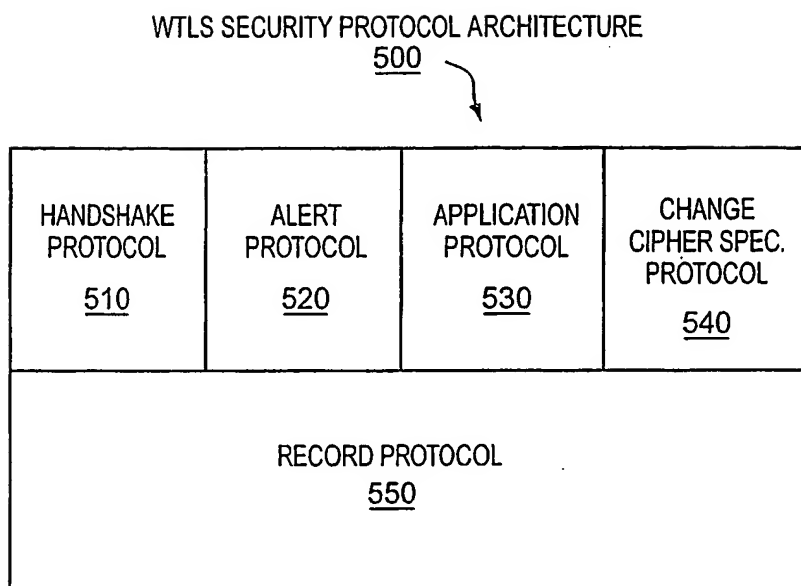 WTLS SECURITY PROTOCOL ARCHITECTURE
500
HANDSHAKE
PROTOCOL
510
ALERT
PROTOCOL
520
APPLICATION
PROTOCOL
530
CHANGE
CIPHER SPEC.
PROTOCOL
540
RECORD PROTOCOL
550